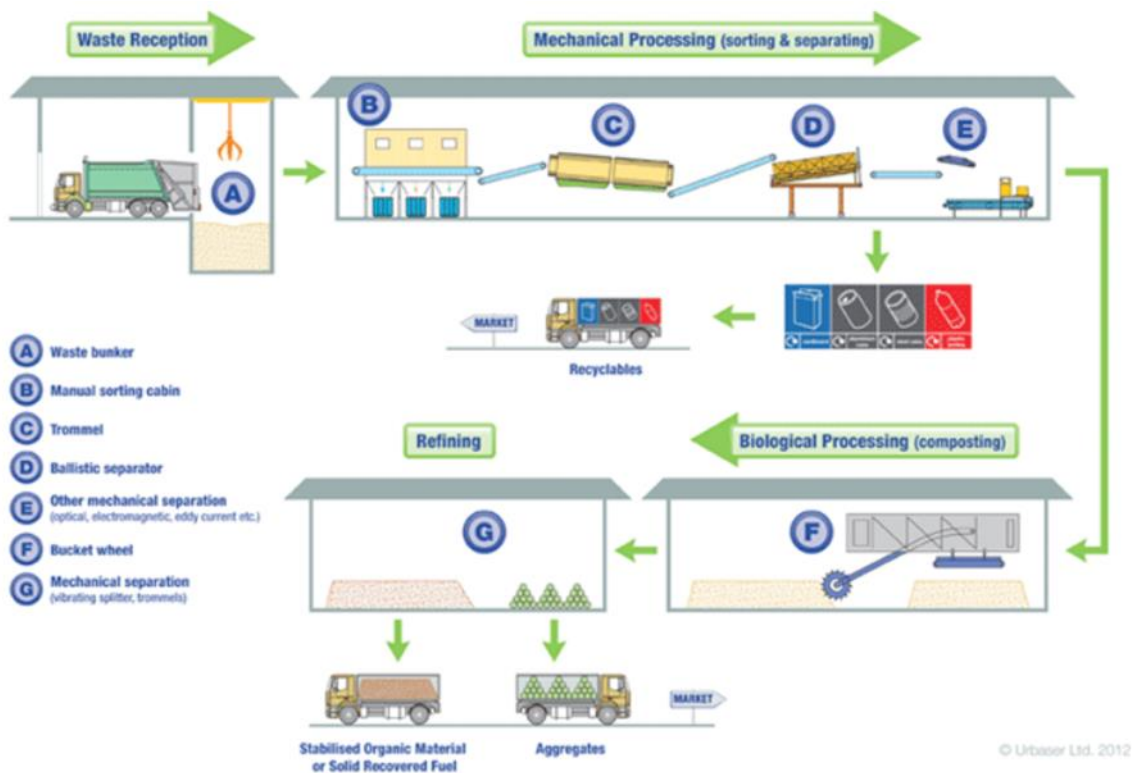 Waste Reception
Mechanical Processing (sorting & separating)
B
C
D
E
A
MARKET
Recyclables
A Waste bunker
B Manual sorting cabin
C Trommel
D Ballistic separator
E Other mechanical separation
(optical, electromagnetic, eddy current etc.)
F Bucket wheel
G Mechanical separation
(vibrating splitter, trommels)
Refining
Biological Processing (composting)
G
F
MARKET
Stabilised Organic Material
or Solid Recovered Fuel
Aggregates
© Urbaser Ltd. 2012